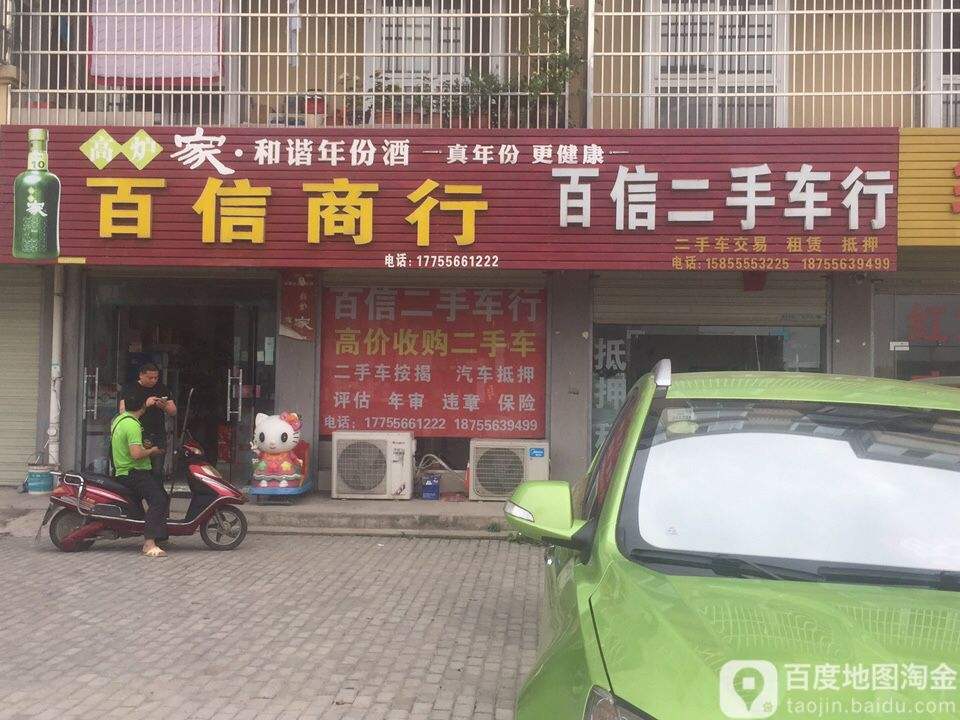 高炉家·和谐年份酒 真年份 更健康
百信商行
电话:17755661222
百信二手车行
二手车交易 租赁 抵押
电话:15855553225 18755639499
10
家
家
百信二手车行
高价收购二手车
二手车按揭 汽车抵押
评估 年审 违章 保险
电话:17755661222 18755639499
抵押
红
百度地图淘金
taojin.baidu.com